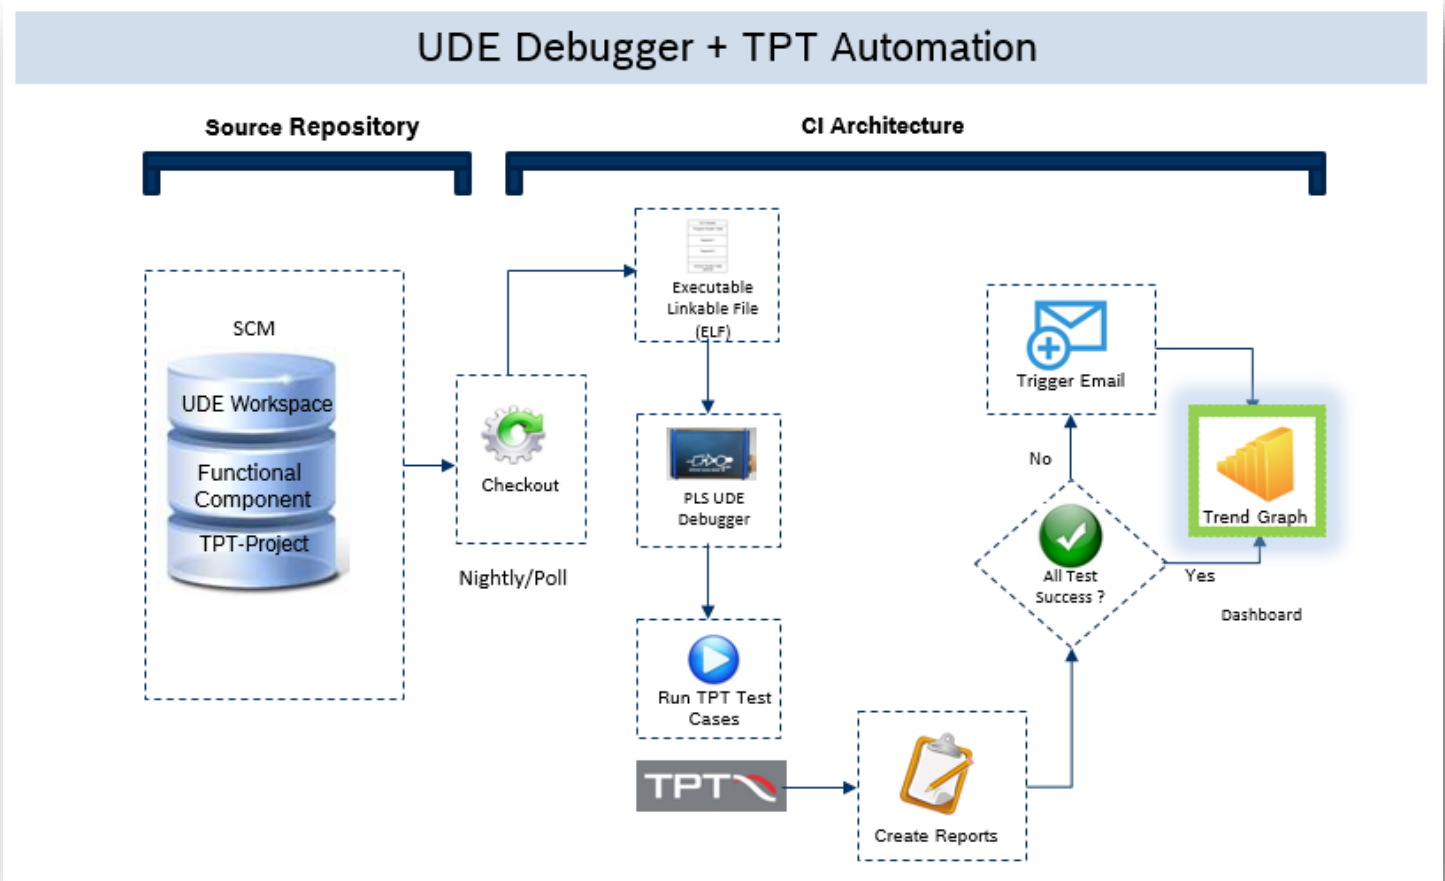 UDE Debugger + TPT Automation
Source Repository
CI Architecture
SCM
UDE Workspace
Functional
Component
TPT-Project
Checkout
Nightly/Poll
Executable
Linkable File
(ELF)
PLS UDE
Debugger
Run TPT Test
Cases
TPT
Create Reports
All Test
Success ?
No
Yes
Trigger Email
Trend Graph
Dashboard